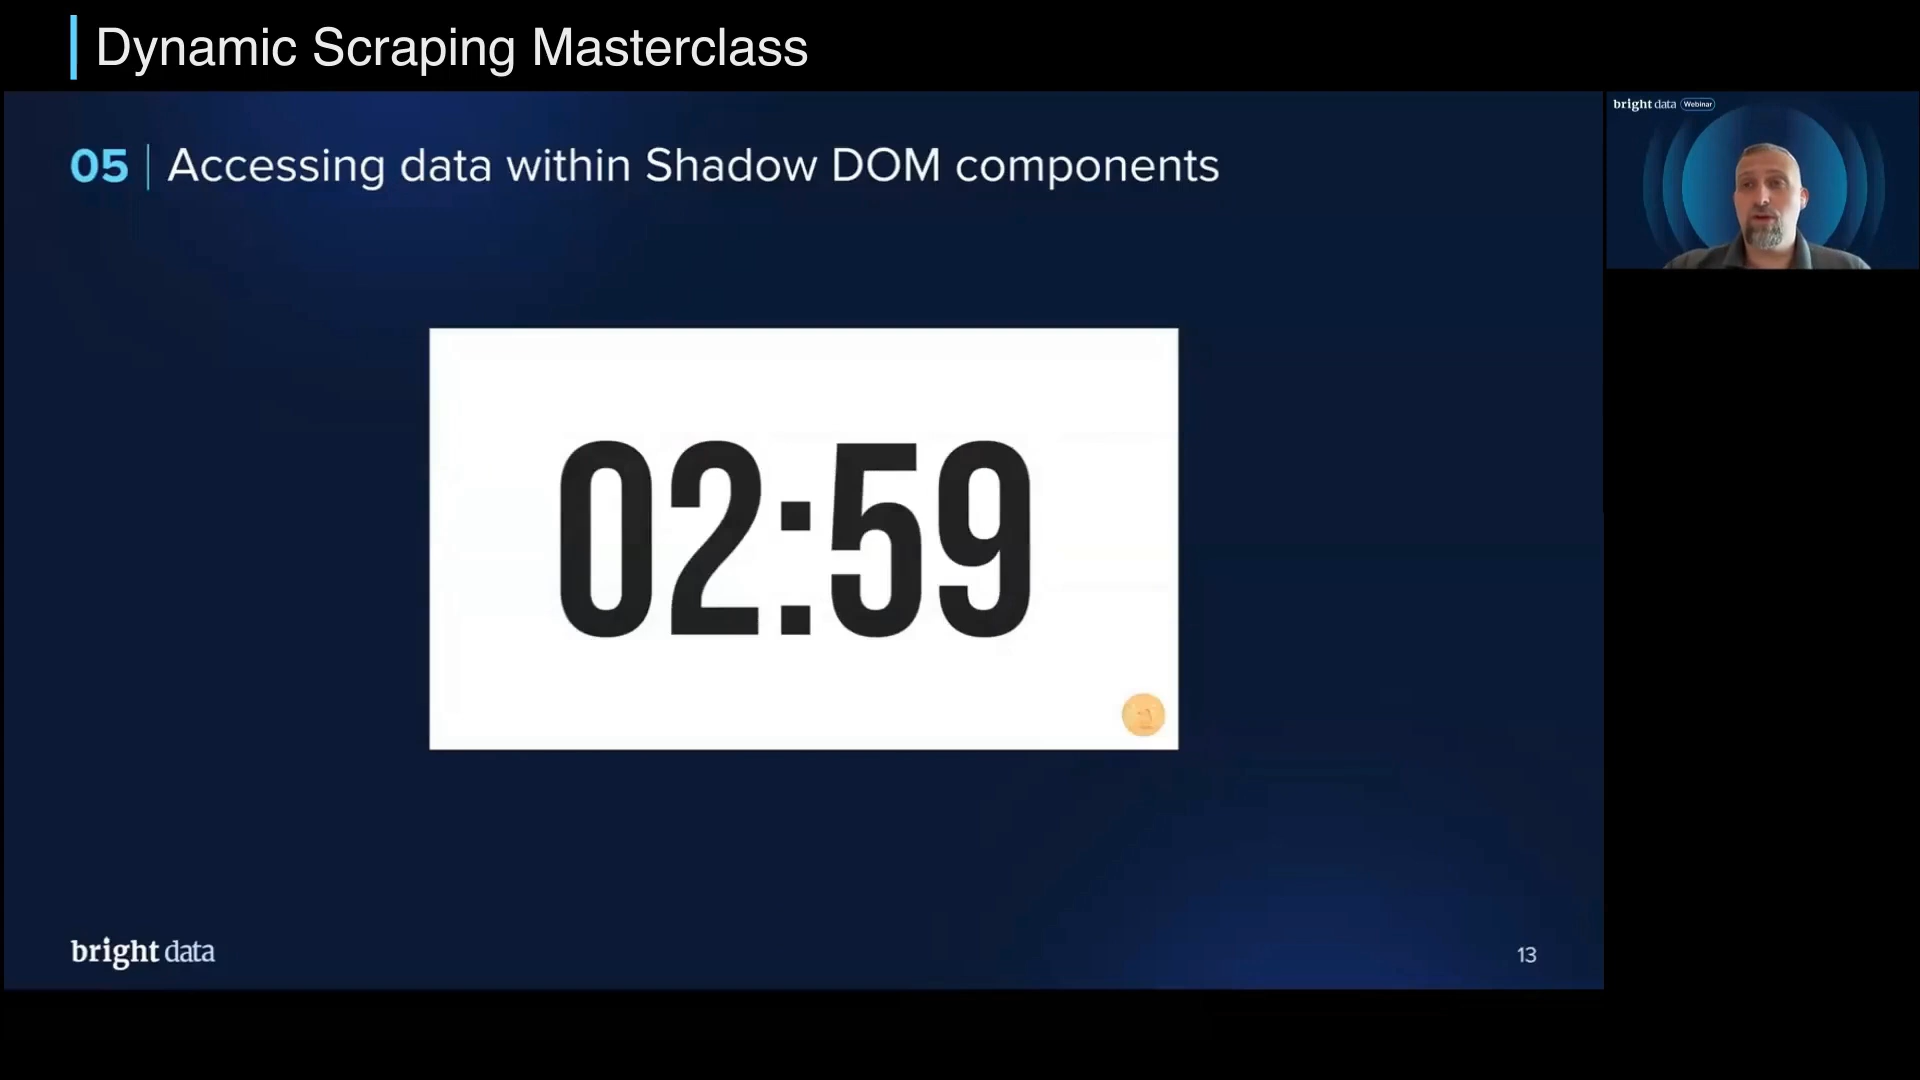 Dynamic Scraping Masterclass
bright data Webinar
05 Accessing data within Shadow DOM components
02:59
bright data
13